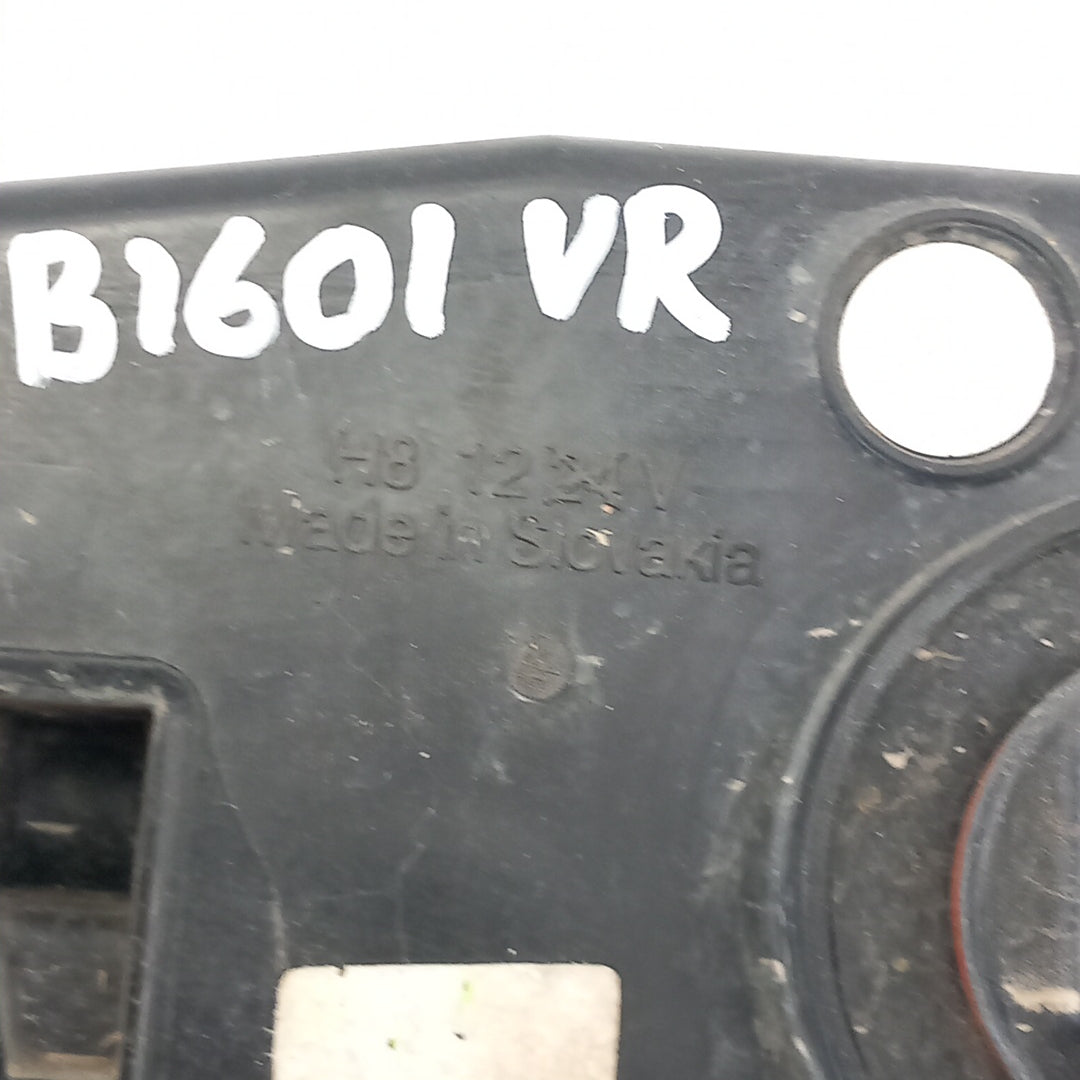 B1601 VR
H8 12/24V
Made in Slovakia